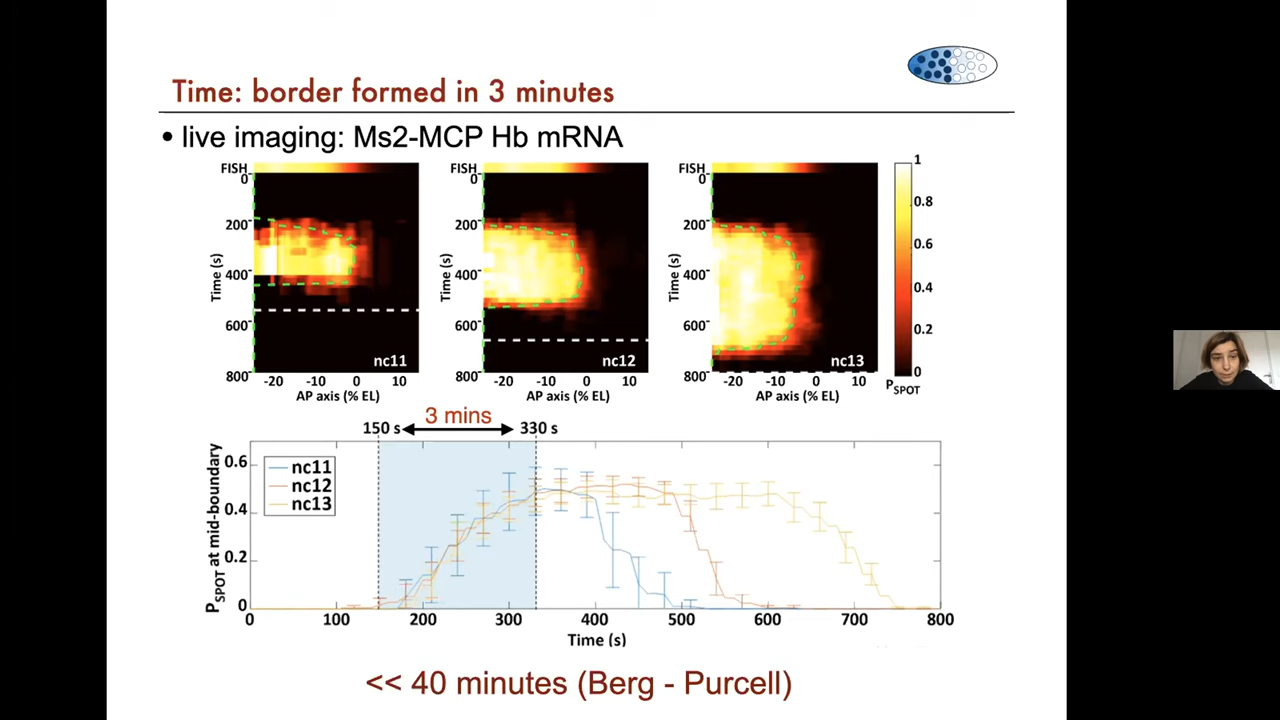 Time: border formed in 3 minutes
• live imaging: Ms2-MCP Hb mRNA
FISH
0
200
400
600
800
Time (s)
-20 -10 0 10
AP axis (% EL)
nc11
FISH
0
200
400
600
800
Time (s)
-20 -10 0 10
AP axis (% EL)
nc12
FISH
0
200
400
600
800
Time (s)
-20 -10 0 10
AP axis (% EL)
nc13
1
0.8
0.6
0.4
0.2
0
PSPOT
3 mins
150 s
330 s
PSPOT at mid-boundary
0.6
0.4
0.2
0
nc11
nc12
nc13
0 100 200 300 400 500 600 700 800
Time (s)
<< 40 minutes (Berg - Purcell)